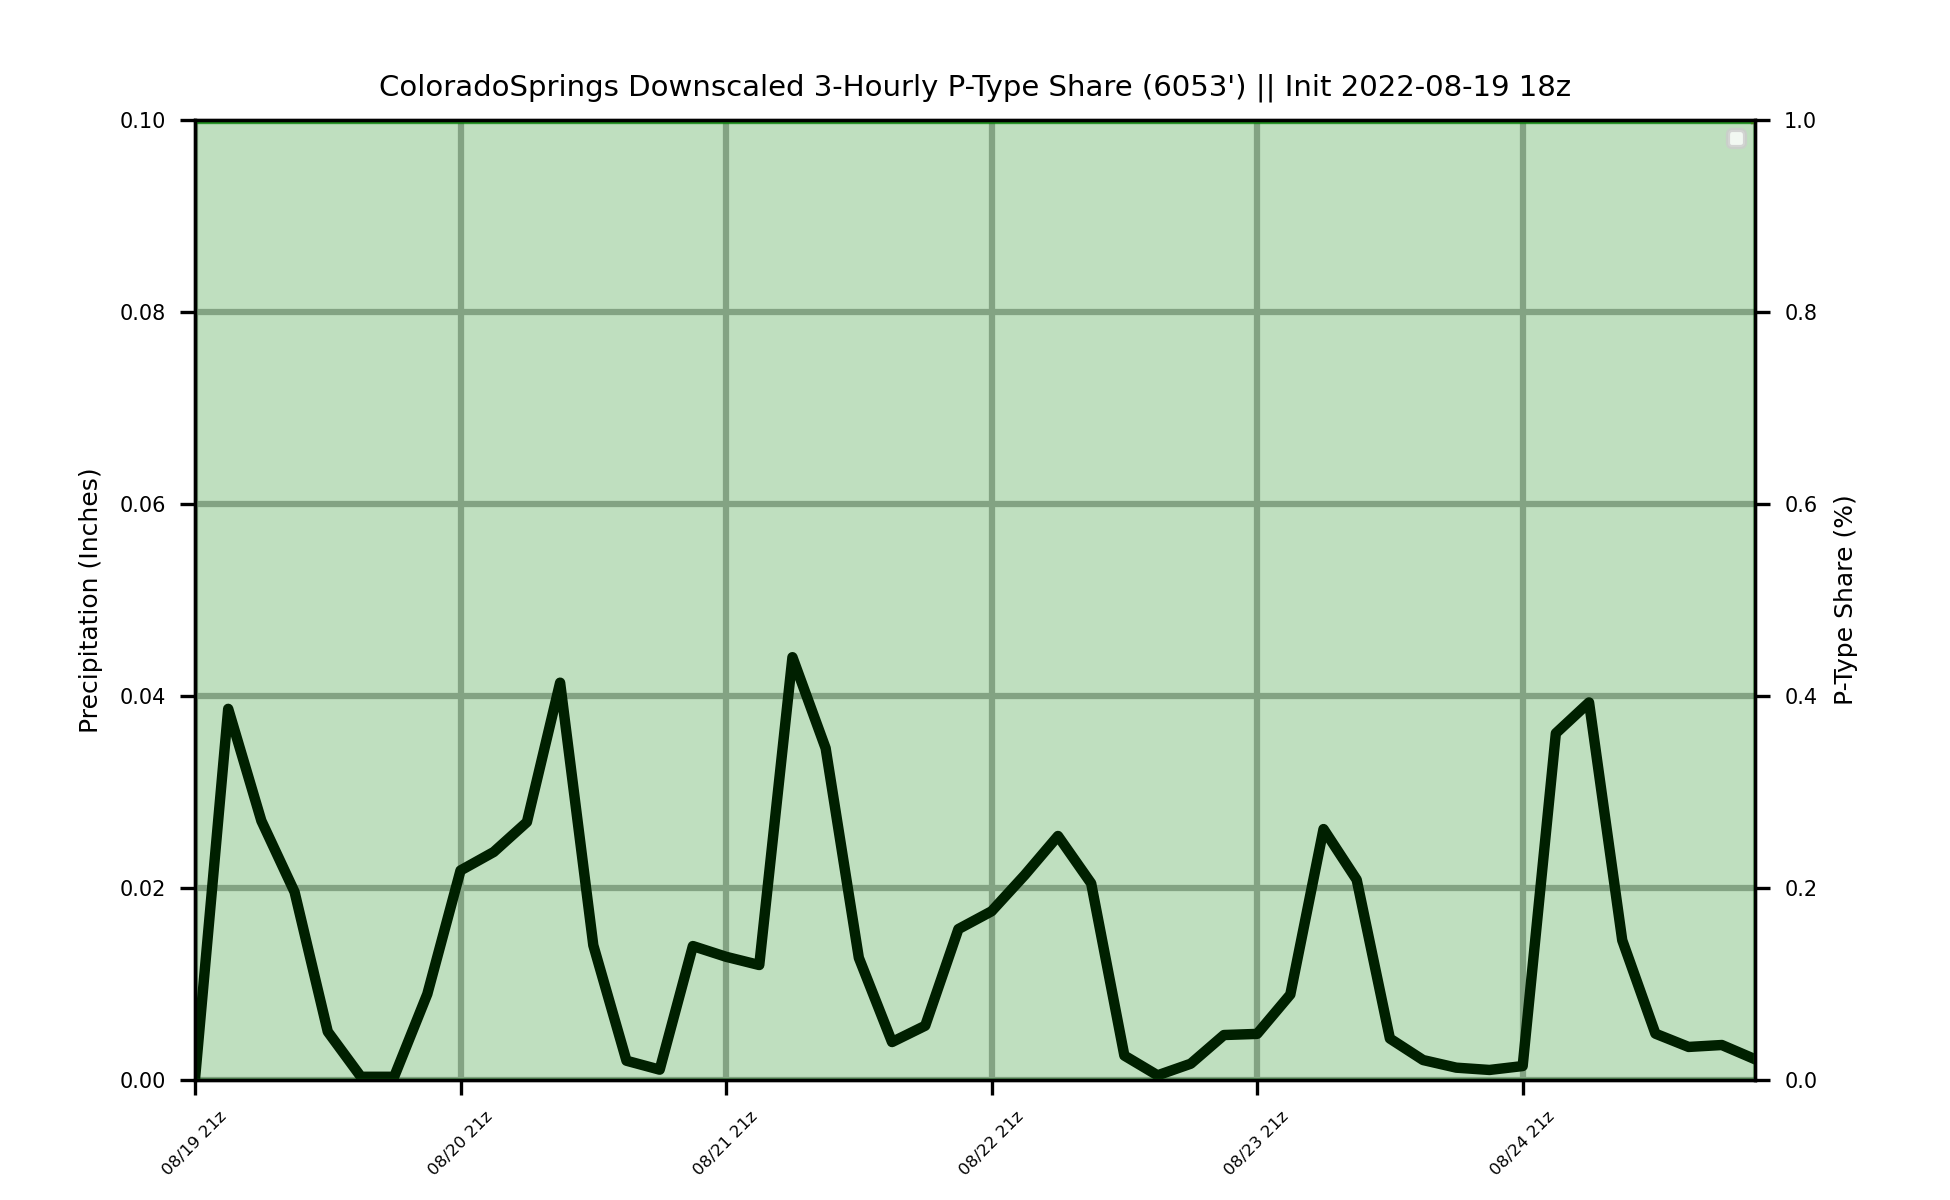 ColoradoSprings Downscaled 3-Hourly P-Type Share (6053') || Init 2022-08-19 18z
0.10
0.08
0.06
0.04
0.02
0.00
Precipitation (Inches)
1.0
0.8
0.6
0.4
0.2
0.0
P-Type Share (%)
08/19 21z
08/20 21z
08/21 21z
08/22 21z
08/23 21z
08/24 21z